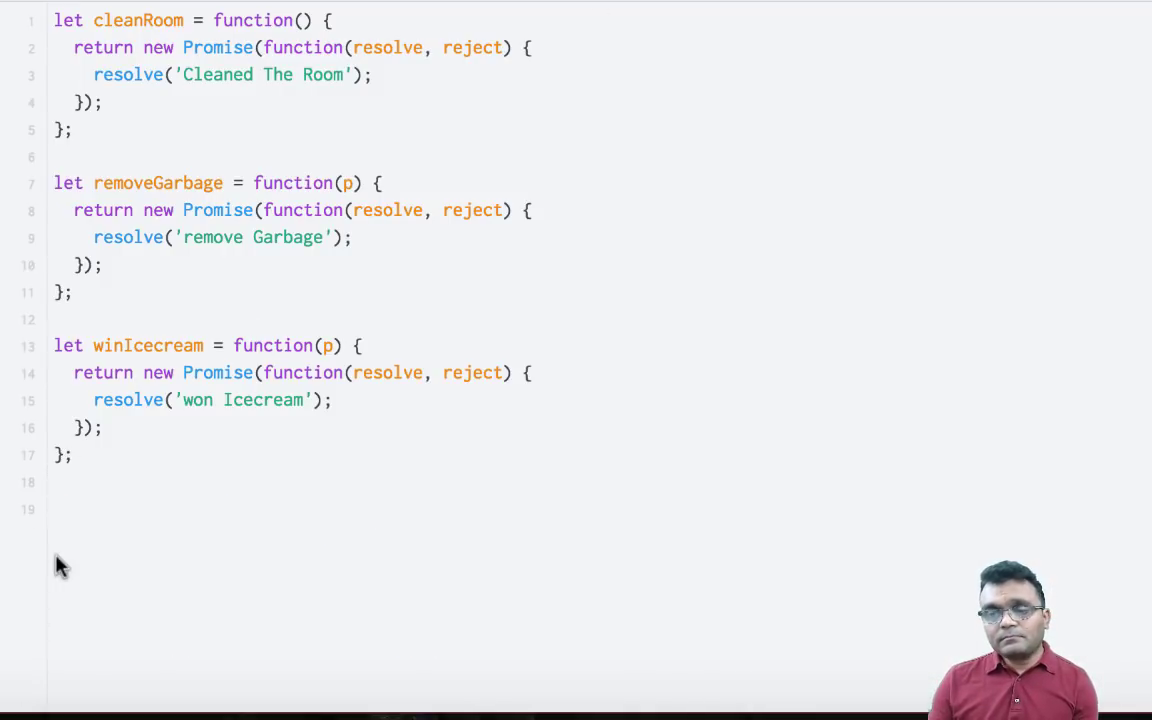 1 let cleanRoom = function() {
2 return new Promise(function(resolve, reject) {
3 resolve('Cleaned The Room');
4 });
5 };
6
7 let removeGarbage = function(p) {
8 return new Promise(function(resolve, reject) {
9 resolve('remove Garbage');
10 });
11 };
12
13 let winIcecream = function(p) {
14 return new Promise(function(resolve, reject) {
15 resolve('won Icecream');
16 });
17 };
18
19